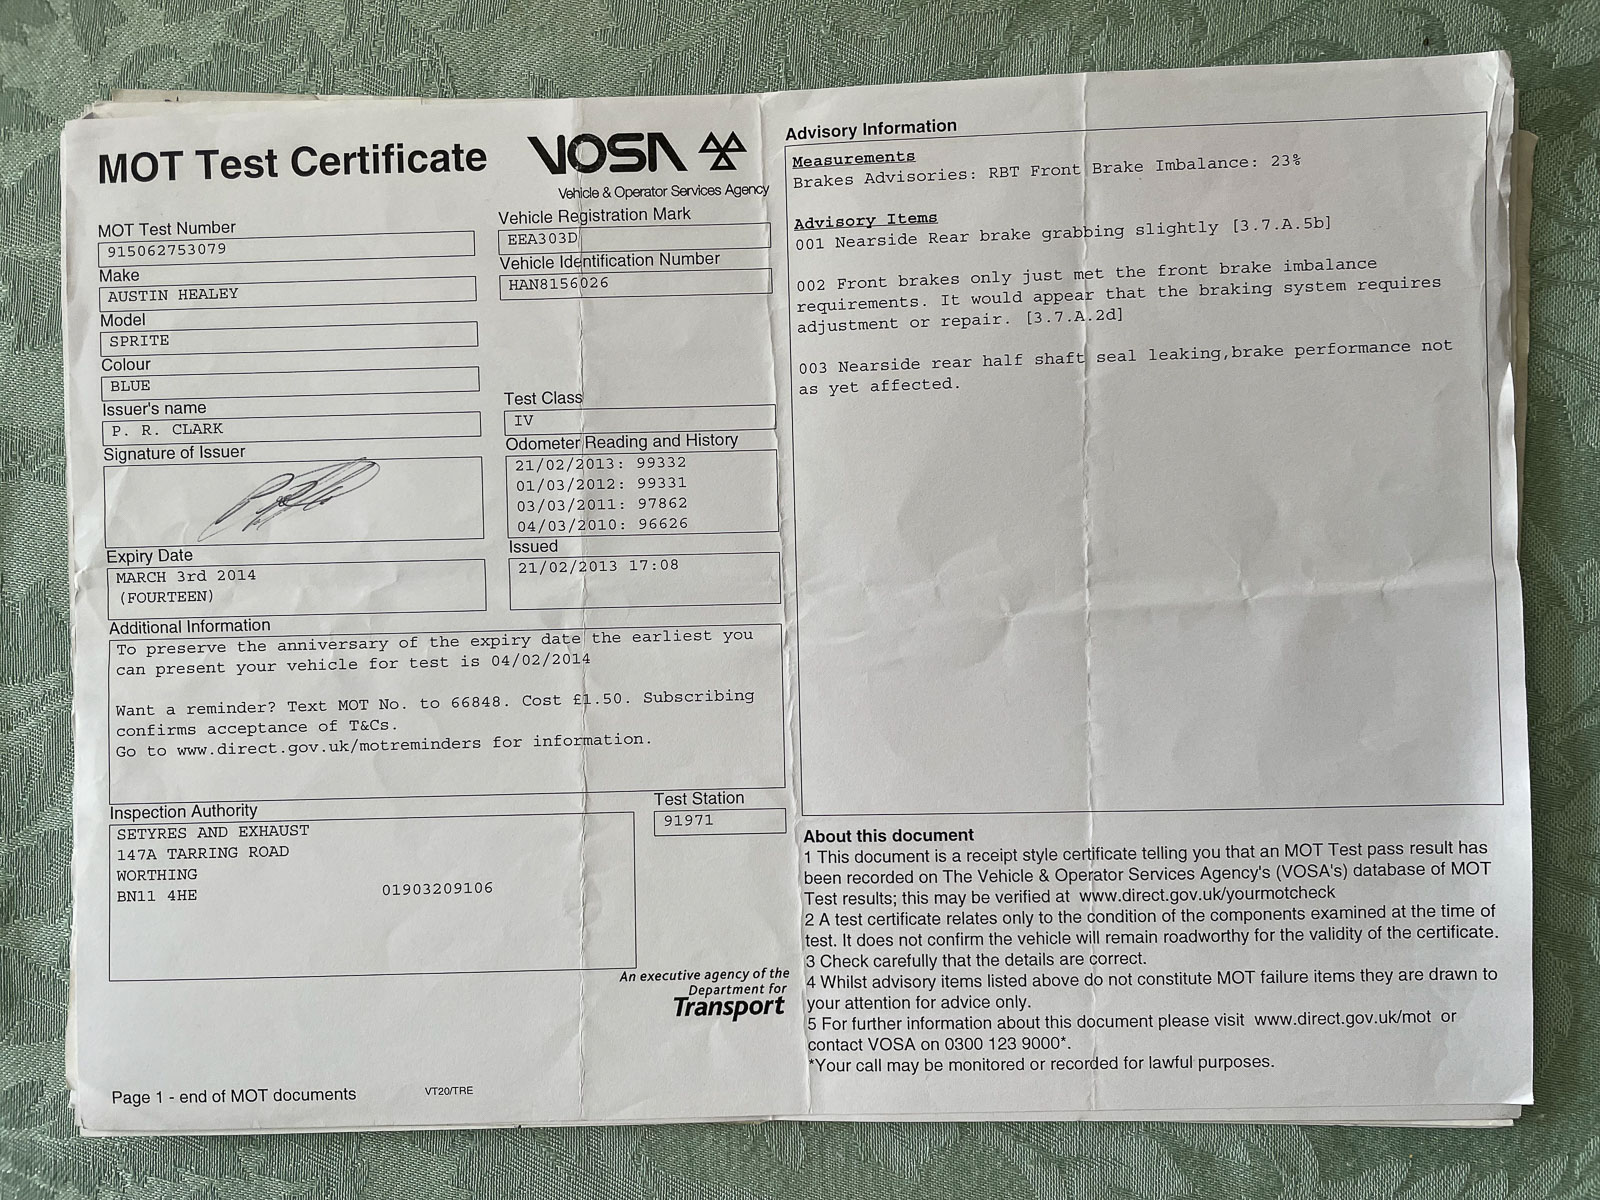 MOT Test Certificate
VOSA
Vehicle & Operator Services Agency
MOT Test Number
915062753079
Make
AUSTIN HEALEY
Model
SPRITE
Colour
BLUE
Issuer's name
P. R. CLARK
Signature of Issuer
Expiry Date
MARCH 3rd 2014
(FOURTEEN)
Vehicle Registration Mark
EEA303D
Vehicle Identification Number
HAN8156026
Test Class
IV
Odometer Reading and History
21/02/2013: 99332
01/03/2012: 99331
03/03/2011: 97862
04/03/2010: 96626
Issued
21/02/2013 17:08
Additional Information
To preserve the anniversary of the expiry date the earliest you
can present your vehicle for test is 04/02/2014
Want a reminder? Text MOT No. to 66848. Cost £1.50. Subscribing
confirms acceptance of T&Cs.
Go to www.direct.gov.uk/motreminders for information.
Inspection Authority
SETYRES AND EXHAUST
147A TARRING ROAD
WORTHING
BN11 4HE 01903209106
Test Station
91971
An executive agency of the
Department for
Transport
Page 1 - end of MOT documents
VT20/TRE
Advisory Information
Measurements
Brakes Advisories: RBT Front Brake Imbalance: 23%
Advisory Items
001 Nearside Rear brake grabbing slightly [3.7.A.5b]
002 Front brakes only just met the front brake imbalance
requirements. It would appear that the braking system requires
adjustment or repair. [3.7.A.2d]
003 Nearside rear half shaft seal leaking,brake performance not
as yet affected.
About this document
1 This document is a receipt style certificate telling you that an MOT Test pass result has
been recorded on The Vehicle & Operator Services Agency's (VOSA's) database of MOT
Test results; this may be verified at www.direct.gov.uk/yourmotcheck
2 A test certificate relates only to the condition of the components examined at the time of
test. It does not confirm the vehicle will remain roadworthy for the validity of the certificate.
3 Check carefully that the details are correct.
4 Whilst advisory items listed above do not constitute MOT failure items they are drawn to
your attention for advice only.
5 For further information about this document please visit www.direct.gov.uk/mot or
contact VOSA on 0300 123 9000*.
*Your call may be monitored or recorded for lawful purposes.